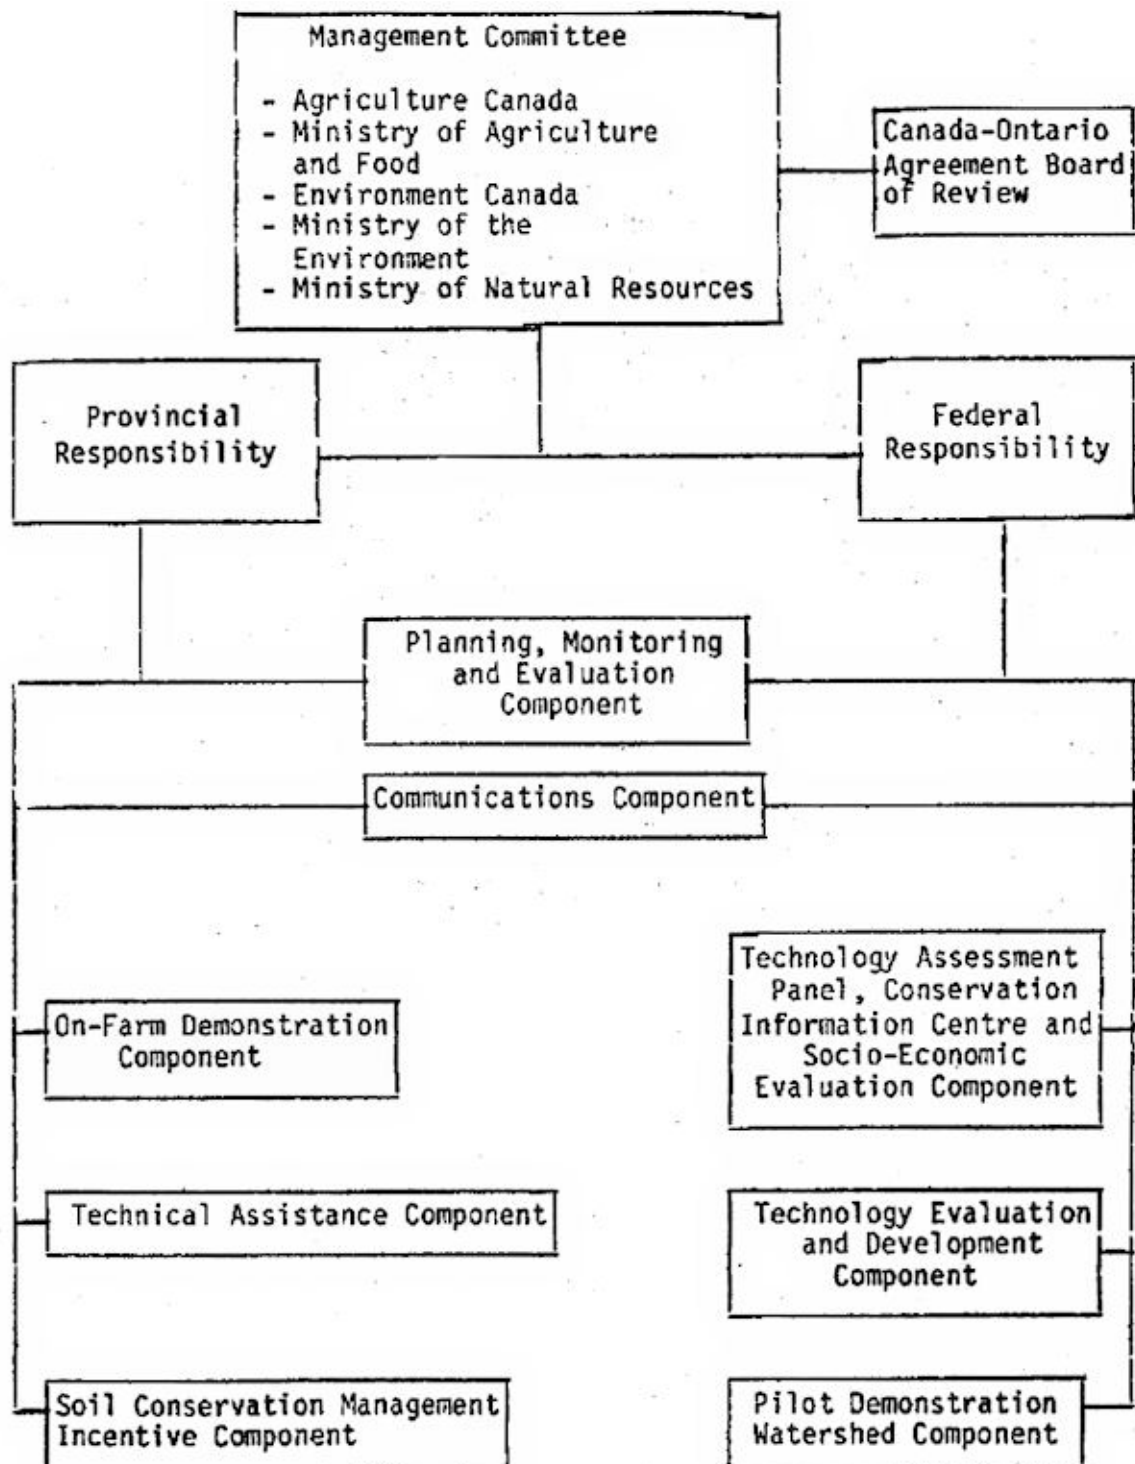 Management Committee
- Agriculture Canada
- Ministry of Agriculture
and Food
- Environment Canada
- Ministry of the
Environment
- Ministry of Natural Resources
Canada-Ontario
Agreement Board
of Review
Provincial
Responsibility
Federal
Responsibility
Planning, Monitoring
and Evaluation
Component
Communications Component
On-Farm Demonstration
Component
Technology Assessment
Panel, Conservation
Information Centre and
Socio-Economic
Evaluation Component
Technical Assistance Component
Technology Evaluation
and Development
Component
Soil Conservation Management
Incentive Component
Pilot Demonstration
Watershed Component